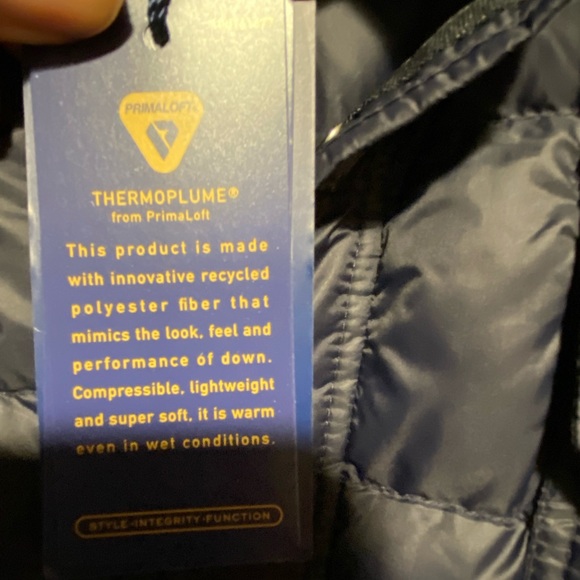 PRIMALOFT
THERMOPLUME®
from PrimaLoft
This product is made
with innovative recycled
polyester fiber that
mimics the look, feel and
performance of down.
Compressible, lightweight
and super soft, it is warm
even in wet conditions.
STYLE-INTEGRITY-FUNCTION